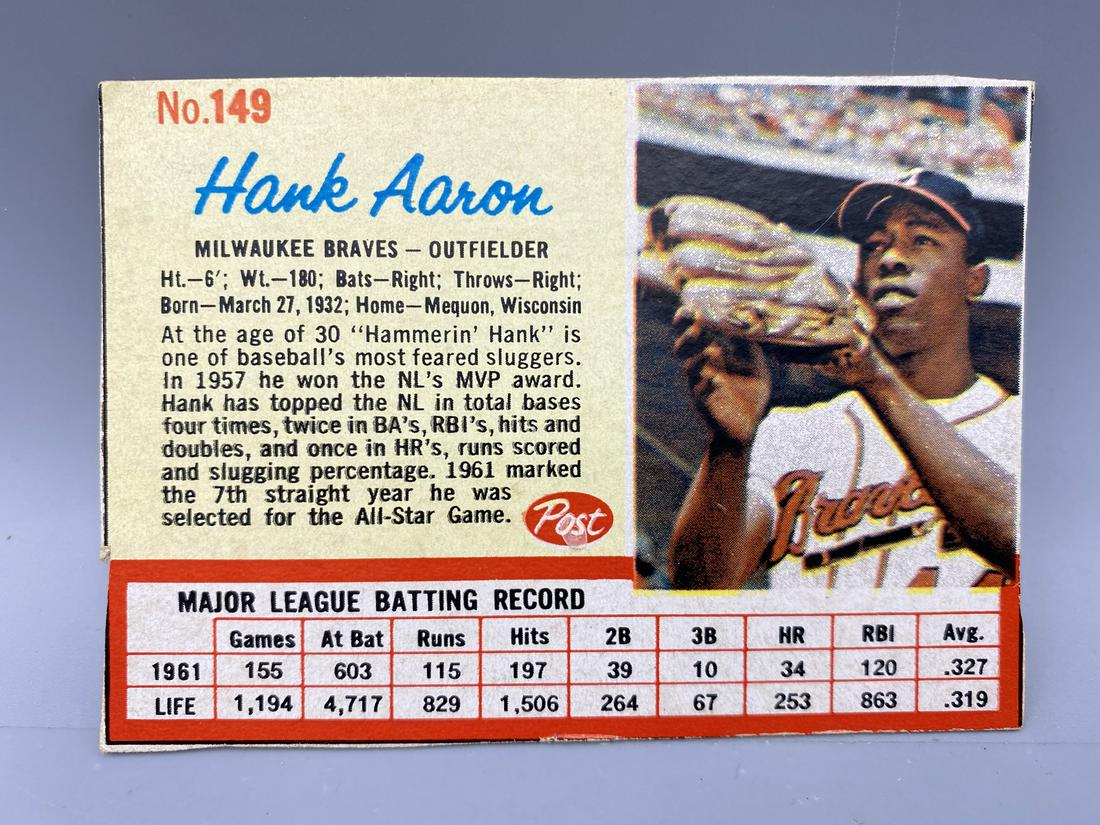 No.149
Hank Aaron
MILWAUKEE BRAVES — OUTFIELDER
Ht.—6'; Wt.—180; Bats—Right; Throws—Right;
Born—March 27, 1932; Home—Mequon, Wisconsin
At the age of 30 "Hammerin' Hank" is
one of baseball's most feared sluggers.
In 1957 he won the NL's MVP award.
Hank has topped the NL in total bases
four times, twice in BA's, RBI's, hits and
doubles, and once in HR's, runs scored
and slugging percentage. 1961 marked
the 7th straight year he was
selected for the All-Star Game.
Post
Braves
44
MAJOR LEAGUE BATTING RECORD
Games At Bat Runs Hits 2B 3B HR RBI Avg.
1961 155 603 115 197 39 10 34 120 .327
LIFE 1,194 4,717 829 1,506 264 67 253 863 .319